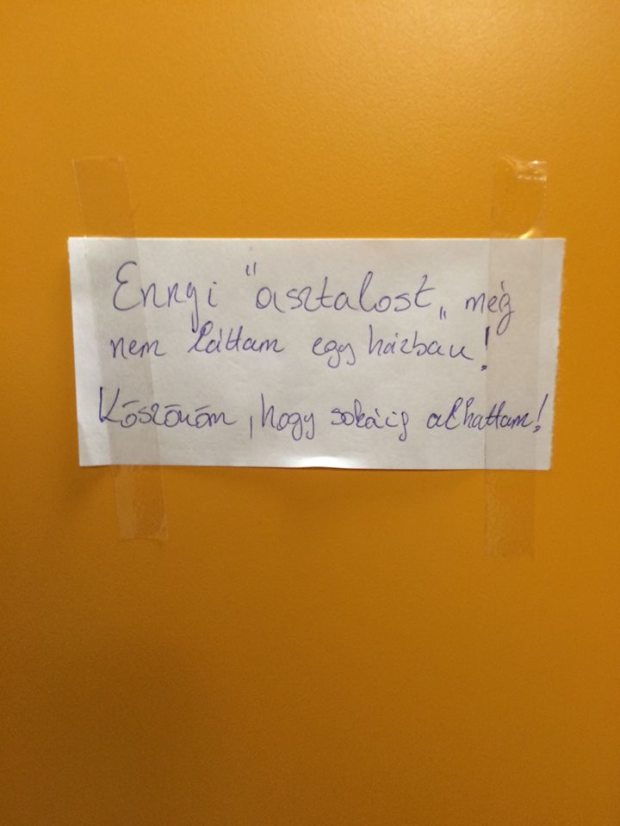 Ennyi "asztalost„ még
nem láttam egy házban!
Köszönöm, hogy sokáig alhattam!